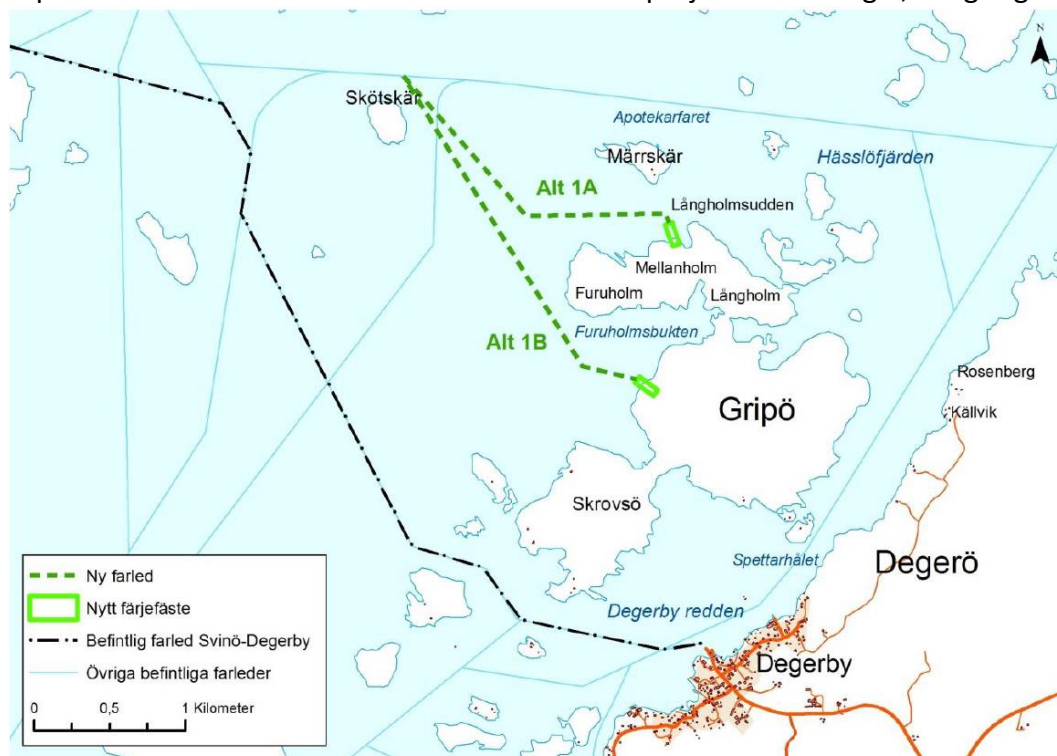 N
Skötskär
Apotekarfaret
Märrskär
Hässlöfjärden
Alt 1A
Långholmsudden
Mellanholm
Furuholm
Långholm
Alt 1B
Furuholmsbukten
Rosenberg
Källvik
Gripö
Skrovsö
Spettarhålet
Degerö
Degerby redden
Degerby
Ny farled
Nytt färjefäste
Befintlig farled Svinö-Degerby
Övriga befintliga farleder
0 0,5 1 Kilometer